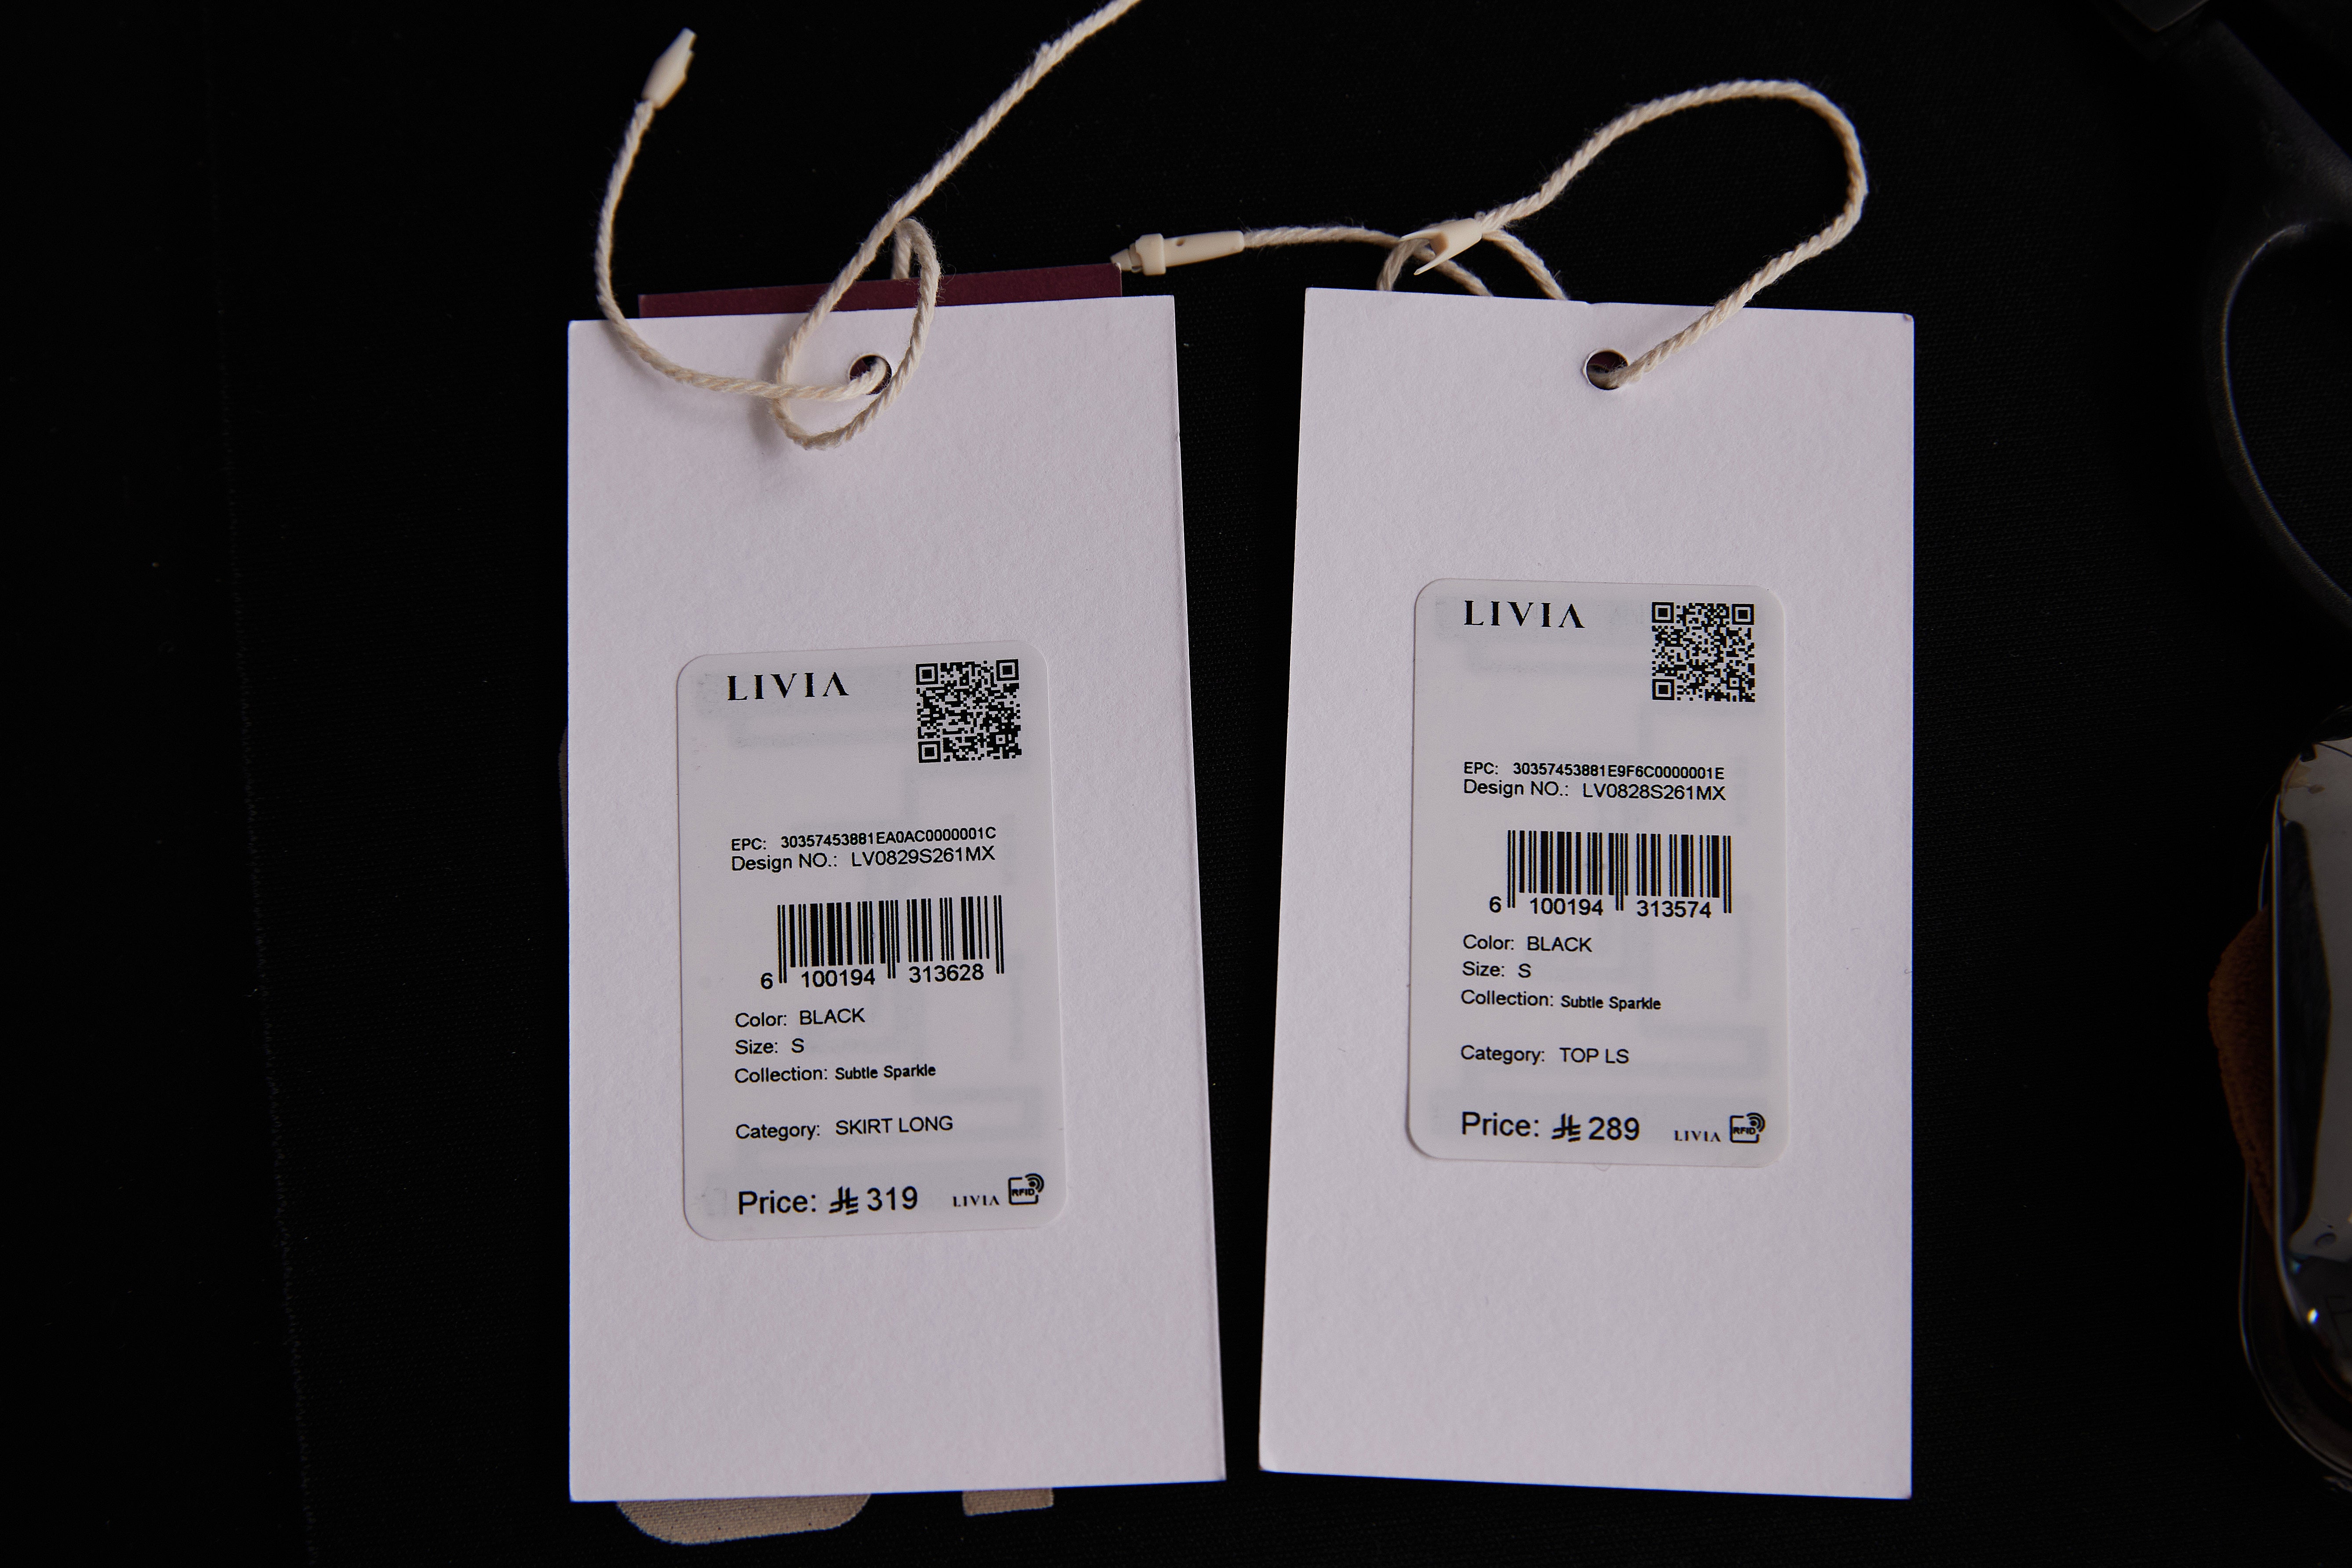 LIVIA
EPC: 30357453881EA0AC0000001C
Design NO.: LV0829S261MX
6 100194 313628
Color: BLACK
Size: S
Collection: Subtle Sparkle
Category: SKIRT LONG
Price: ⃁ 319
LIVIA RFID
LIVIA
EPC: 30357453881E9F6C0000001E
Design NO.: LV0828S261MX
6 100194 313574
Color: BLACK
Size: S
Collection: Subtle Sparkle
Category: TOP LS
Price: ⃁ 289
LIVIA RFID